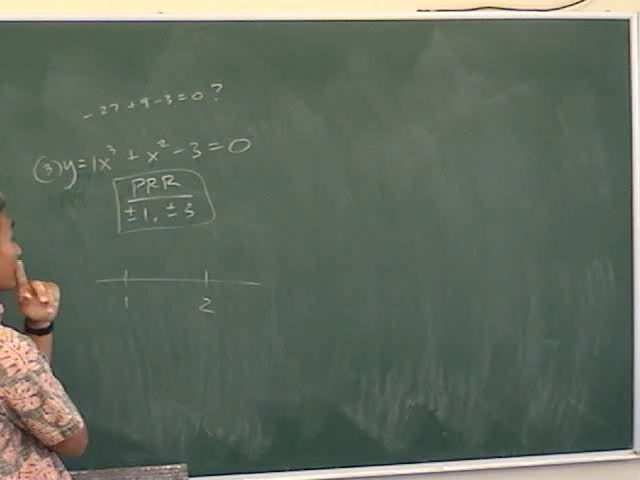 -27+9-3=0?
(3) y=1x³+x²-3=0
PRR
±1, ±3
1 2